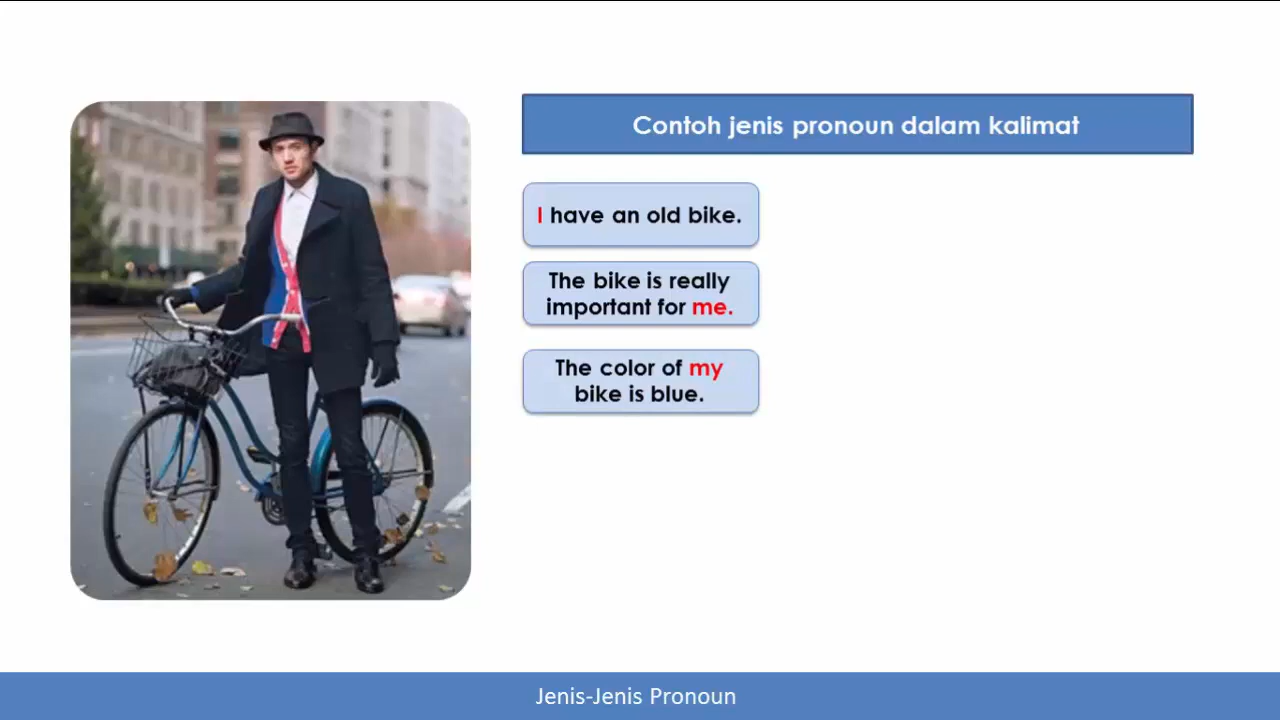 Contoh jenis pronoun dalam kalimat
I have an old bike.
The bike is really
important for me.
The color of my
bike is blue.
Jenis-Jenis Pronoun